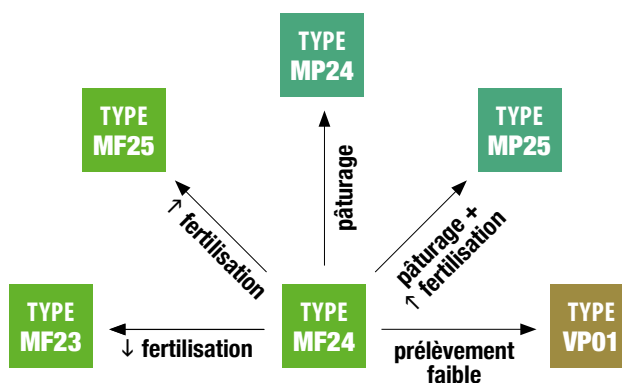 TYPE
MP24
TYPE
MF25
TYPE
MP25
↑ fertilisation
pâturage
pâturage +
↑ fertilisation
TYPE
MF23
↓ fertilisation
TYPE
MF24
prélèvement
faible
TYPE
VP01